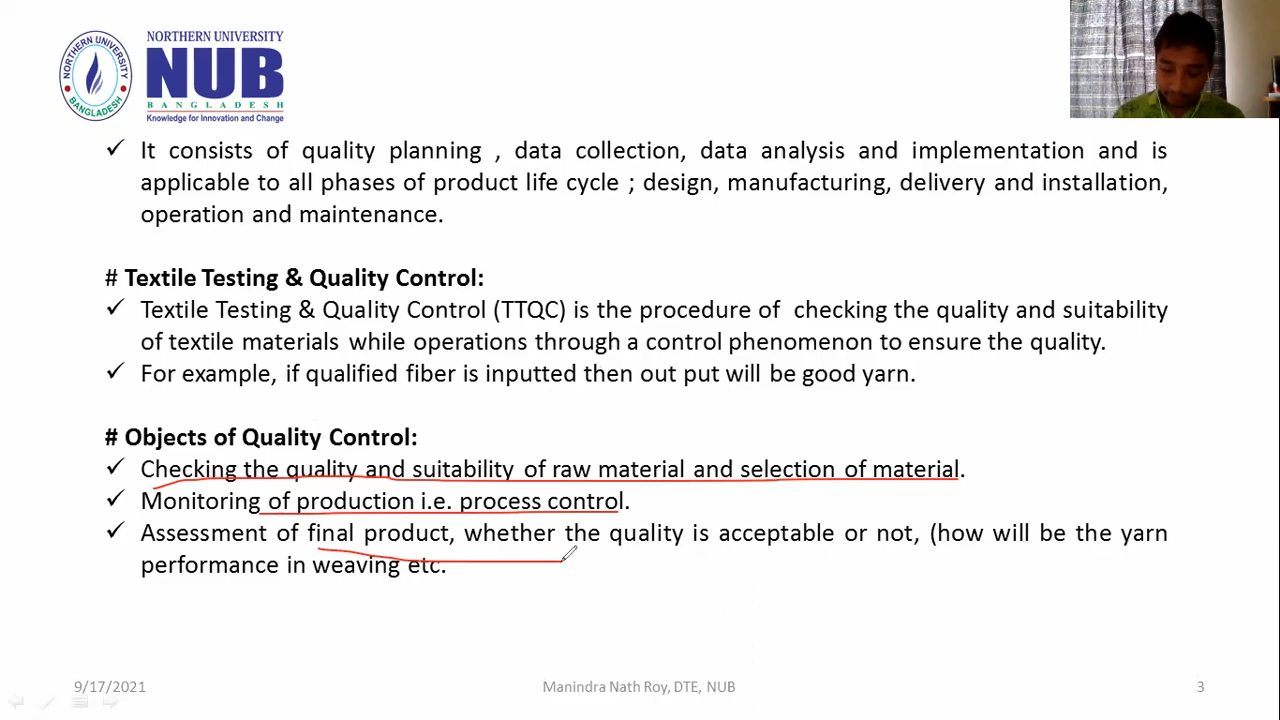 NORTHERN UNIVERSITY
BANGLADESH
NORTHERN UNIVERSITY
NUB
BANGLADESH
Knowledge for Innovation and Change
✓ It consists of quality planning , data collection, data analysis and implementation and is
applicable to all phases of product life cycle ; design, manufacturing, delivery and installation,
operation and maintenance.
# Textile Testing & Quality Control:
✓ Textile Testing & Quality Control (TTQC) is the procedure of checking the quality and suitability
of textile materials while operations through a control phenomenon to ensure the quality.
✓ For example, if qualified fiber is inputted then out put will be good yarn.
# Objects of Quality Control:
✓ Checking the quality and suitability of raw material and selection of material.
✓ Monitoring of production i.e. process control.
✓ Assessment of final product, whether the quality is acceptable or not, (how will be the yarn
performance in weaving etc.
9/17/2021
Manindra Nath Roy, DTE, NUB
3